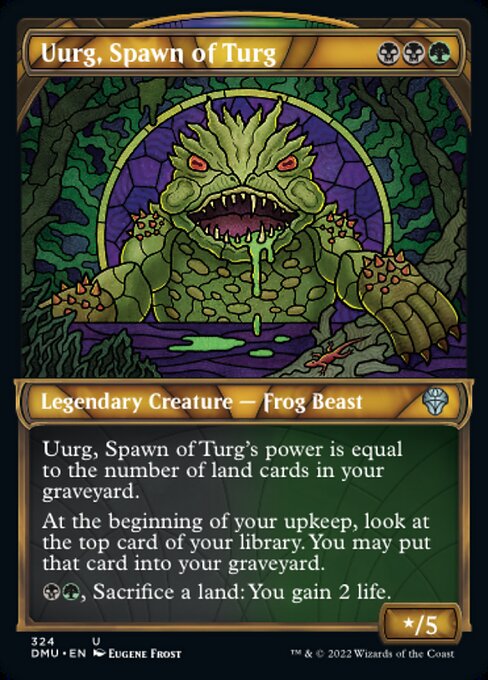 Uurg, Spawn of Turg
Legendary Creature — Frog Beast
Uurg, Spawn of Turg's power is equal
to the number of land cards in your
graveyard.
At the beginning of your upkeep, look at
the top card of your library. You may put
that card into your graveyard.
, Sacrifice a land: You gain 2 life.
*/5
324 U
DMU • EN Eugene Frost
™ & © 2022 Wizards of the Coast